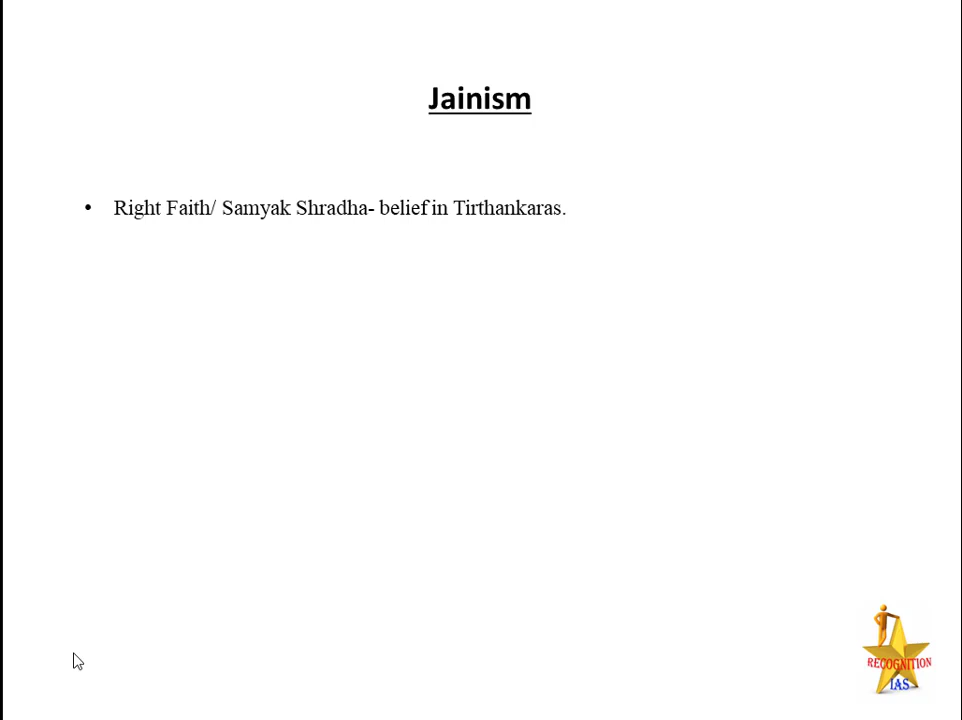 Jainism
• Right Faith/ Samyak Shradha- belief in Tirthankaras.
RECOGNITION
IAS